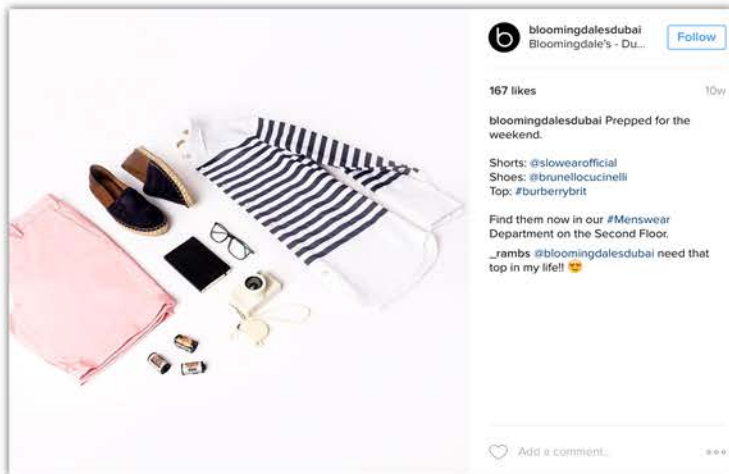 bloomingdalesdubai
Bloomingdale's - Du...
Follow
167 likes
10w
bloomingdalesdubai Prepped for the
weekend.
Shorts: @slowearofficial
Shoes: @brunellocucinelli
Top: #burberrybrit
Find them now in our #Menswear
Department on the Second Floor.
_rambs @bloomingdalesdubai need that
top in my life!! 😍
Add a comment...